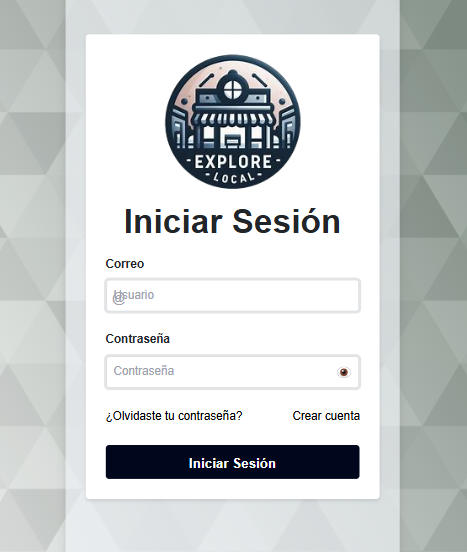 EXPLORE
LOCAL
Iniciar Sesión
Correo
@Usuario
Contraseña
Contraseña
¿Olvidaste tu contraseña? Crear cuenta
Iniciar Sesión